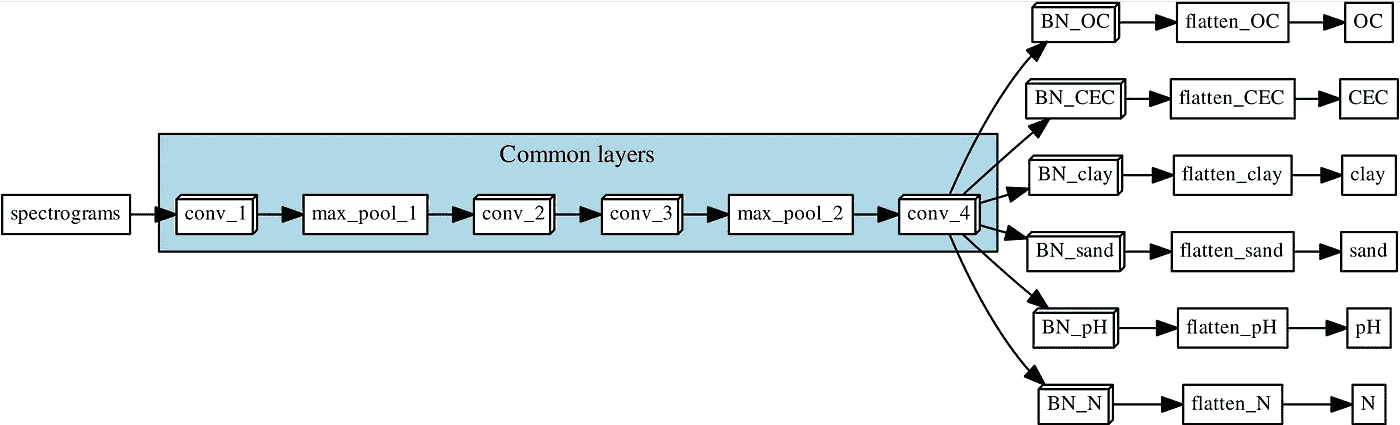 BN_OC flatten_OC OC
BN_CEC flatten_CEC CEC
Common layers
BN_clay flatten_clay clay
spectrograms conv_1 max_pool_1 conv_2 conv_3 max_pool_2 conv_4
BN_sand flatten_sand sand
BN_pH flatten_pH pH
BN_N flatten_N N